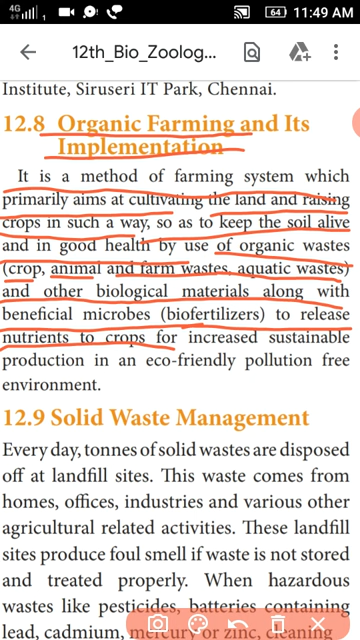 4G
64
11:49 AM
12th_Bio_Zoolog...
Institute, Siruseri IT Park, Chennai.
12.8 Organic Farming and Its
Implementation
It is a method of farming system which
primarily aims at cultivating the land and raising
crops in such a way, so as to keep the soil alive
and in good health by use of organic wastes
(crop, animal and farm wastes, aquatic wastes)
and other biological materials along with
beneficial microbes (biofertilizers) to release
nutrients to crops for increased sustainable
production in an eco-friendly pollution free
environment.
12.9 Solid Waste Management
Every day, tonnes of solid wastes are disposed
off at landfill sites. This waste comes from
homes, offices, industries and various other
agricultural related activities. These landfill
sites produce foul smell if waste is not stored
and treated properly. When hazardous
wastes like pesticides, batteries containing
lead, cadmium, mercury or zinc, cleaning